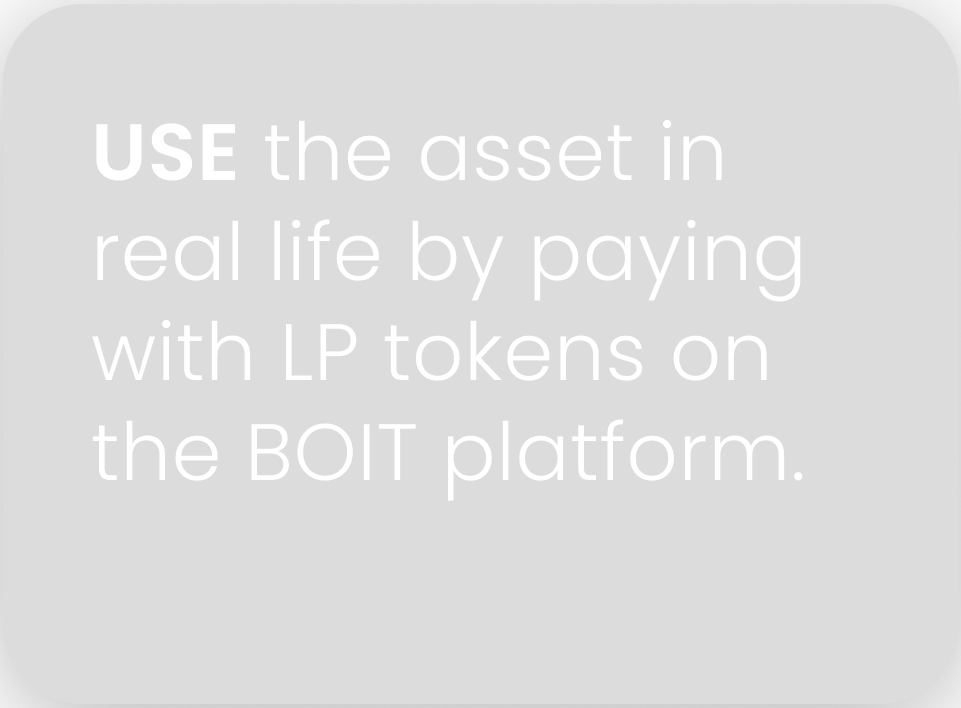 USE the asset in
real life by paying
with LP tokens on
the BOIT platform.